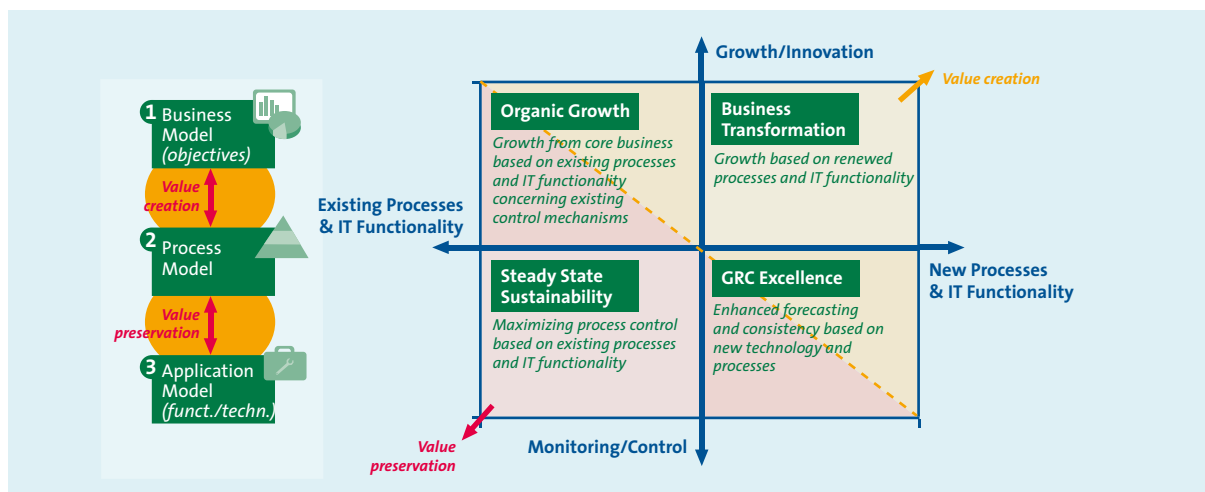 1 Business
Model
(objectives)
Value
creation
2 Process
Model
Value
preservation
3 Application
Model
(funct./techn.)
Growth/Innovation
Value creation
Organic Growth
Growth from core business
based on existing processes
and IT functionality
concerning existing
control mechanisms
Business
Transformation
Growth based on renewed
processes and IT functionality
Existing Processes
& IT Functionality
New Processes
& IT Functionality
Steady State
Sustainability
Maximizing process control
based on existing processes
and IT functionality
GRC Excellence
Enhanced forecasting
and consistency based on
new technology and
processes
Value
preservation
Monitoring/Control